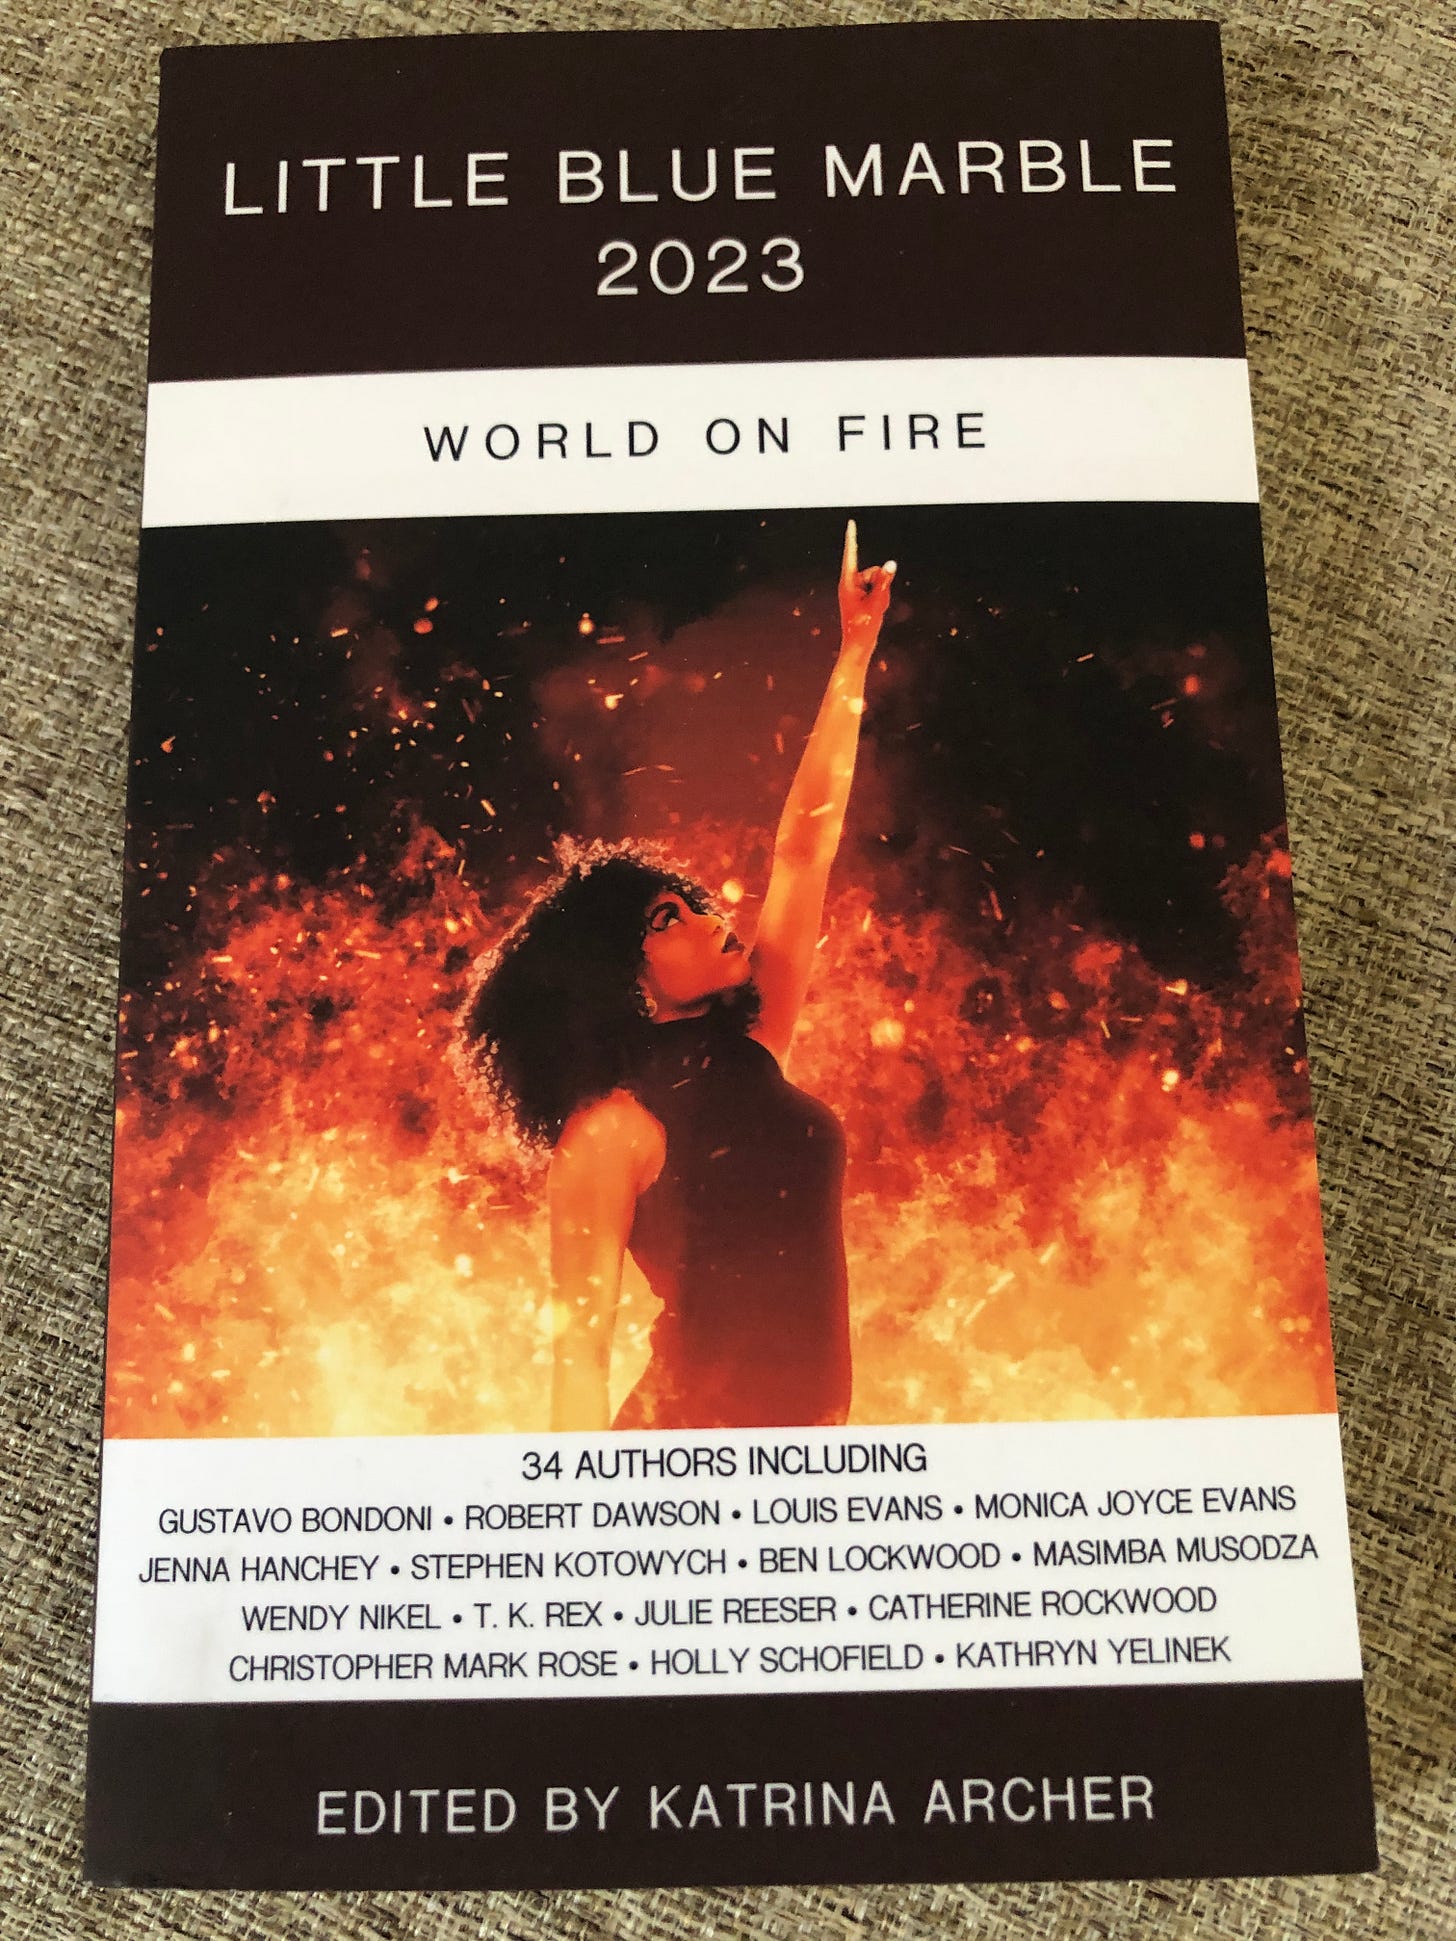 LITTLE BLUE MARBLE
2023
WORLD ON FIRE
34 AUTHORS INCLUDING
GUSTAVO BONDONI • ROBERT DAWSON • LOUIS EVANS • MONICA JOYCE EVANS
JENNA HANCHEY • STEPHEN KOTOWYCH • BEN LOCKWOOD • MASIMBA MUSODZA
WENDY NIKEL • T. K. REX • JULIE REESER • CATHERINE ROCKWOOD
CHRISTOPHER MARK ROSE • HOLLY SCHOFIELD • KATHRYN YELINEK
EDITED BY KATRINA ARCHER